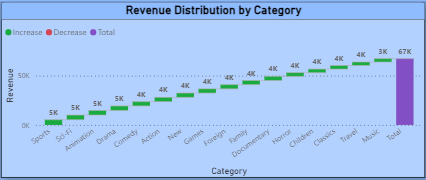 Revenue Distribution by Category
Increase Decrease Total
Revenue
50K
0K
5K 5K 5K 5K 4K 4K 4K 4K 4K 4K 4K 4K 4K 4K 4K 3K 67K
Sports Sci-Fi Animation Drama Comedy Action New Games Foreign Family Documentary Horror Children Classics Travel Music Total
Category